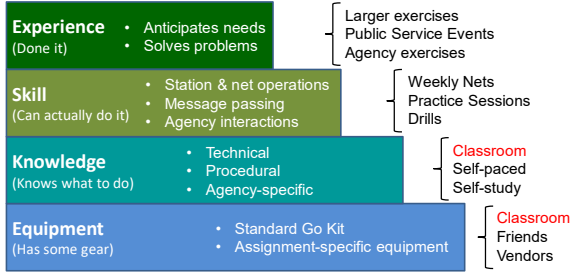 Experience
(Done it)
• Anticipates needs
• Solves problems
Larger exercises
Public Service Events
Agency exercises
Skill
(Can actually do it)
• Station & net operations
• Message passing
• Agency interactions
Weekly Nets
Practice Sessions
Drills
Knowledge
(Knows what to do)
• Technical
• Procedural
• Agency-specific
Classroom
Self-paced
Self-study
Equipment
(Has some gear)
• Standard Go Kit
• Assignment-specific equipment
Classroom
Friends
Vendors